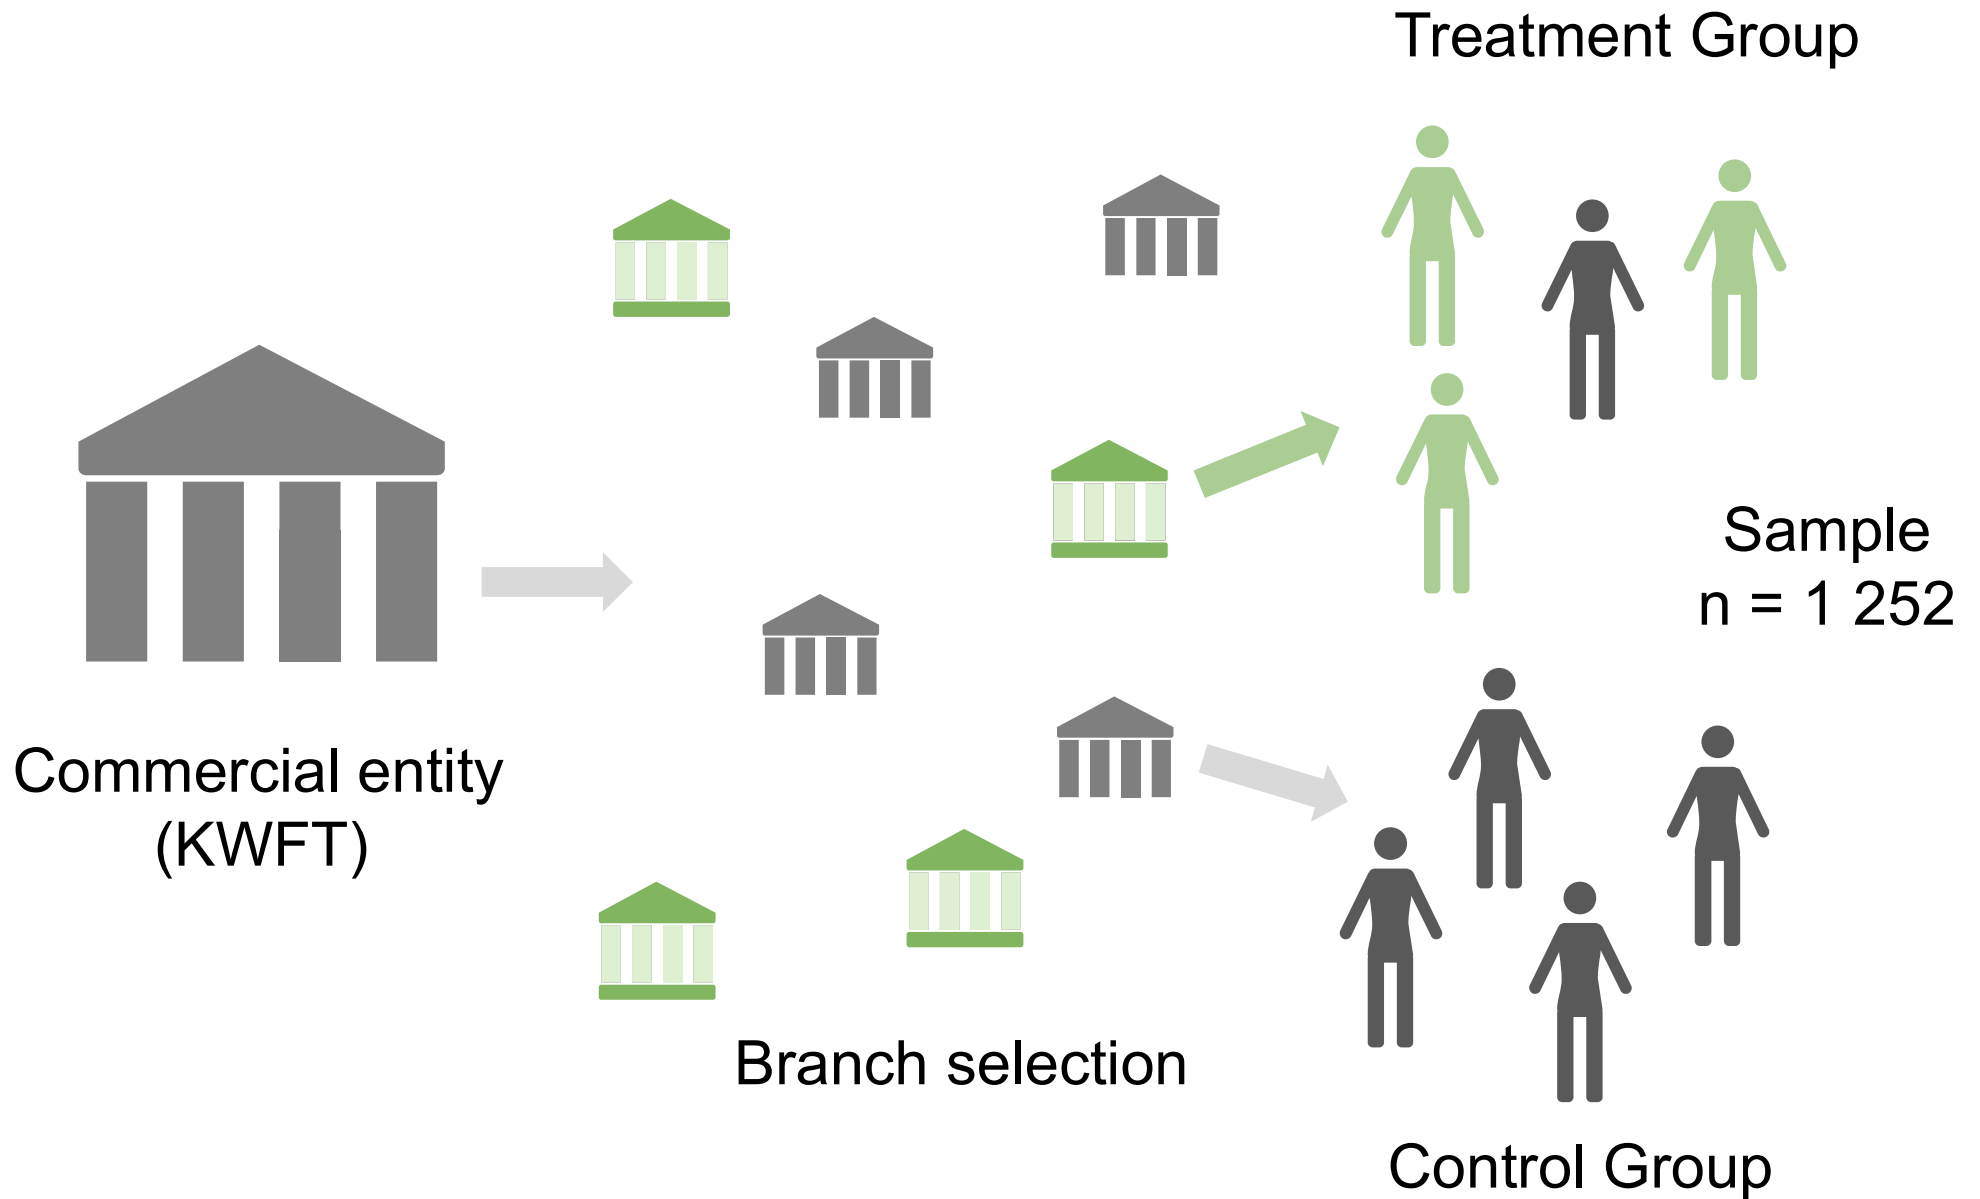 Treatment Group
Sample
n = 1 252
Commercial entity
(KWFT)
Branch selection
Control Group